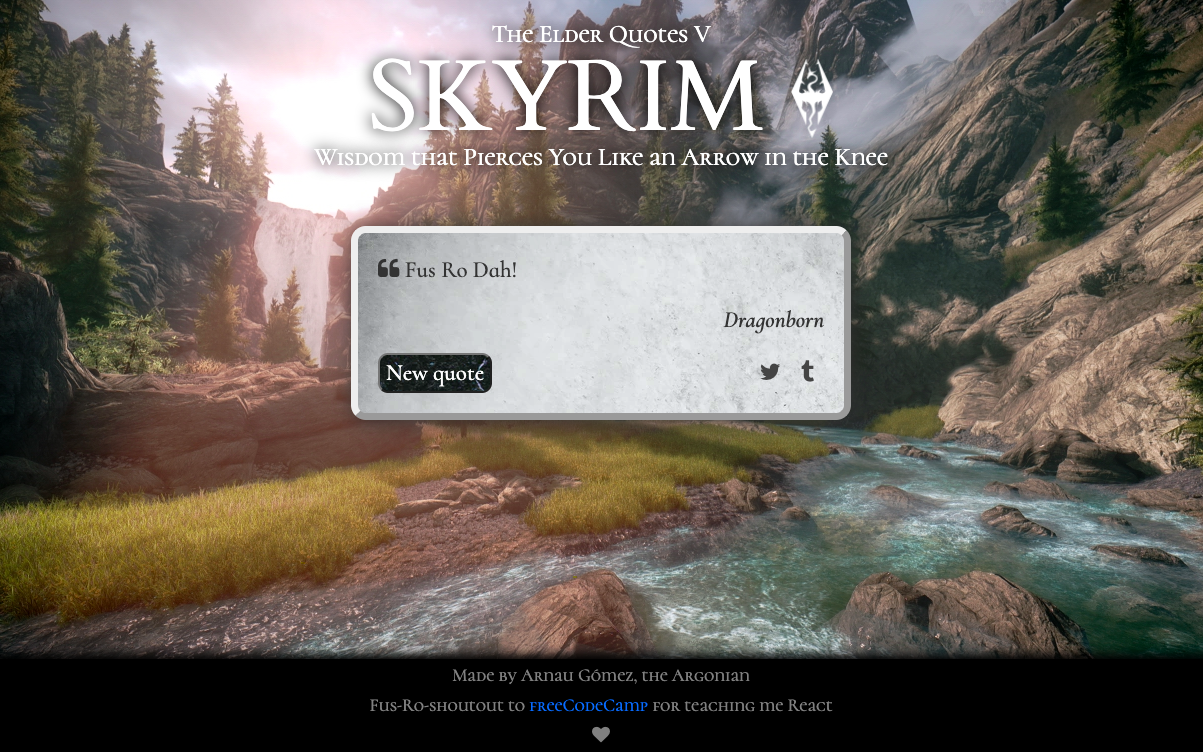 The Elder Quotes V
SKYRIM
Wisdom that Pierces You Like an Arrow in the Knee
Fus Ro Dah!
Dragonborn
New quote
Made by Arnau Gómez, the Argonian
Fus-Ro-shoutout to freeCodeCamp for teaching me React